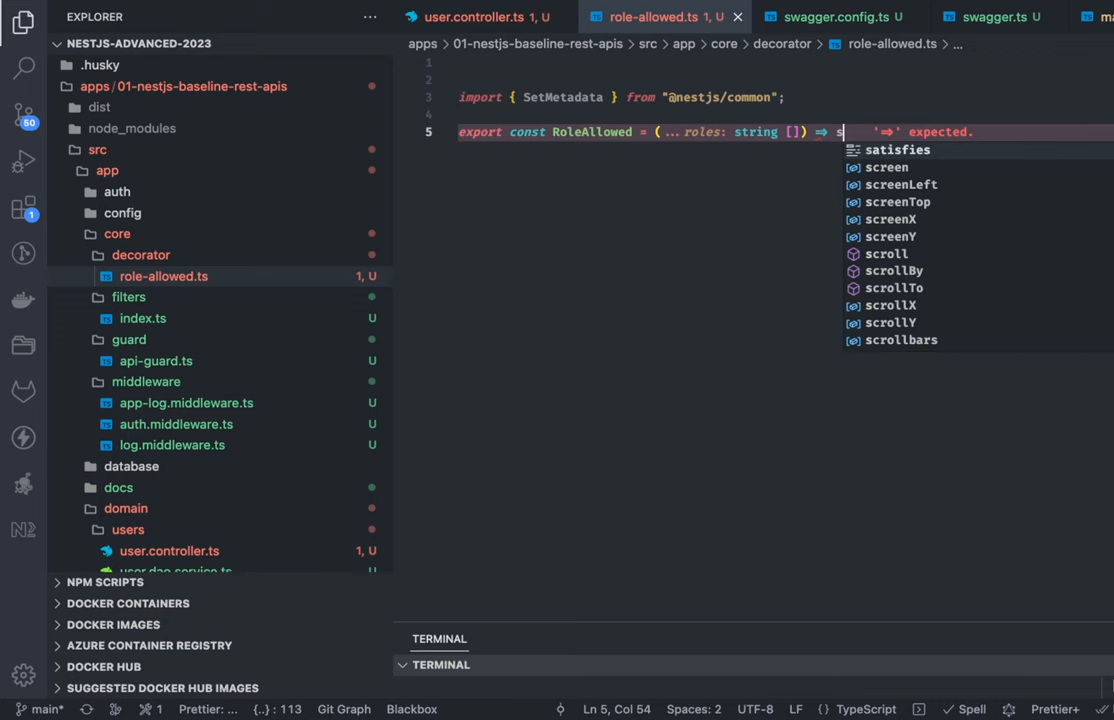 EXPLORER
user.controller.ts 1, U
role-allowed.ts 1, U
swagger.config.ts U
swagger.ts U
NESTJS-ADVANCED-2023
apps > 01-nestjs-baseline-rest-apis > src > app > core > decorator > role-allowed.ts > ...
.husky
apps / 01-nestjs-baseline-rest-apis
dist
node_modules
src
app
auth
config
core
decorator
role-allowed.ts 1, U
filters
index.ts U
guard
api-guard.ts U
middleware
app-log.middleware.ts U
auth.middleware.ts U
log.middleware.ts U
database
docs
domain
users
user.controller.ts 1, U
user.dao.service.ts
NPM SCRIPTS
DOCKER CONTAINERS
DOCKER IMAGES
AZURE CONTAINER REGISTRY
DOCKER HUB
SUGGESTED DOCKER HUB IMAGES
50
1
1
2
3 import { SetMetadata } from "@nestjs/common";
4
5 export const RoleAllowed = (...roles: string []) => s '=>' expected.
satisfies
screen
screenLeft
screenTop
screenX
screenY
scroll
scrollBy
scrollTo
scrollX
scrollY
scrollbars
TERMINAL
TERMINAL
main* 1 Prettier: ... {..} : 113 Git Graph Blackbox Ln 5, Col 54 Spaces: 2 UTF-8 LF {} TypeScript Spell Prettier+